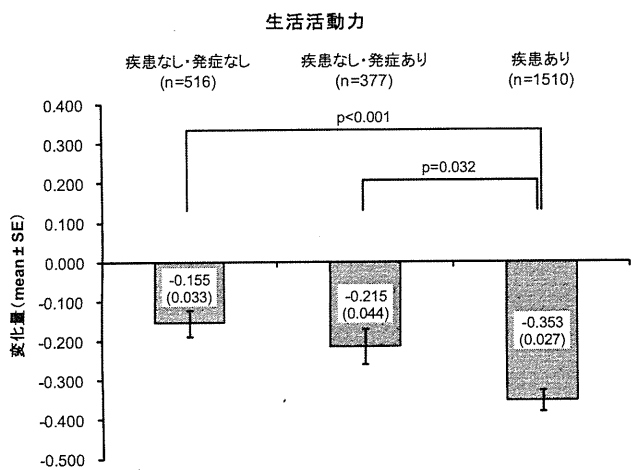 生活活動力
疾患なし・発症なし
(n=516)
疾患なし・発症あり
(n=377)
疾患あり
(n=1510)
変化量(mean±SE)
0.400
0.300
0.200
0.100
0.000
-0.100
-0.200
-0.300
-0.400
-0.500
p<0.001
p=0.032
-0.155
(0.033)
-0.215
(0.044)
-0.353
(0.027)